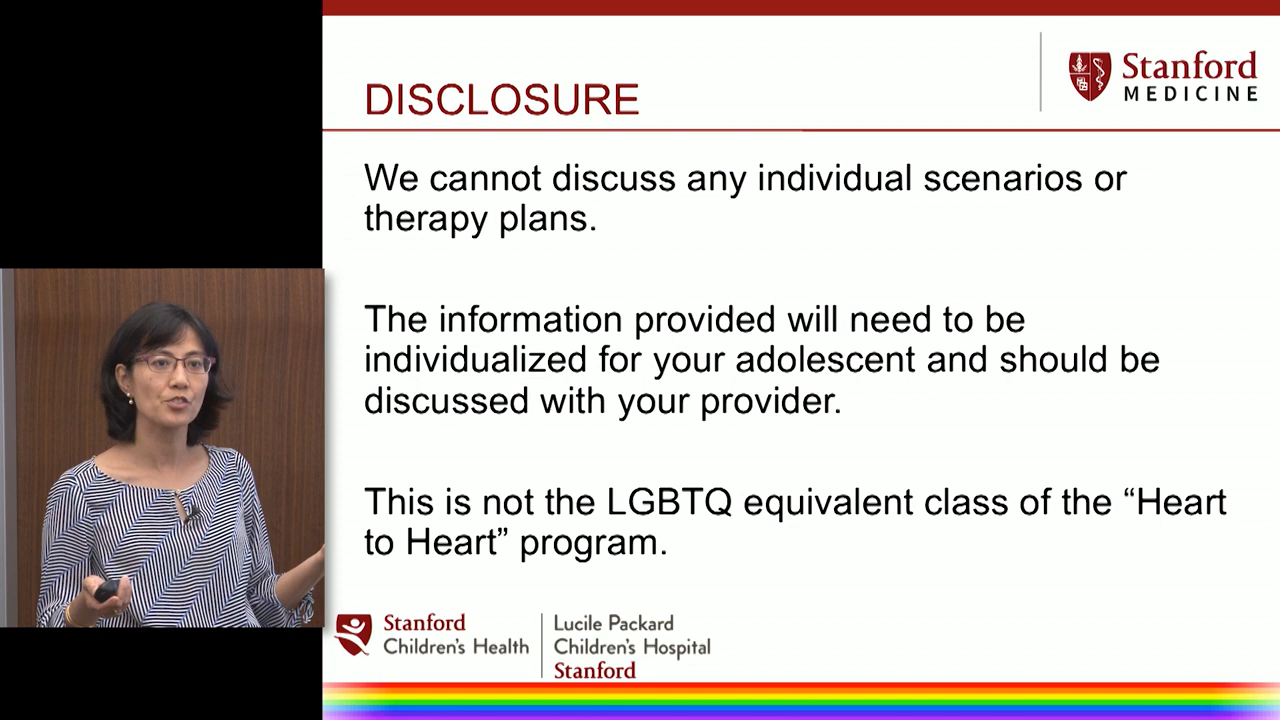 DISCLOSURE
Stanford
MEDICINE
We cannot discuss any individual scenarios or
therapy plans.
The information provided will need to be
individualized for your adolescent and should be
discussed with your provider.
This is not the LGBTQ equivalent class of the “Heart
to Heart” program.
Stanford
Children's Health
Lucile Packard
Children's Hospital
Stanford